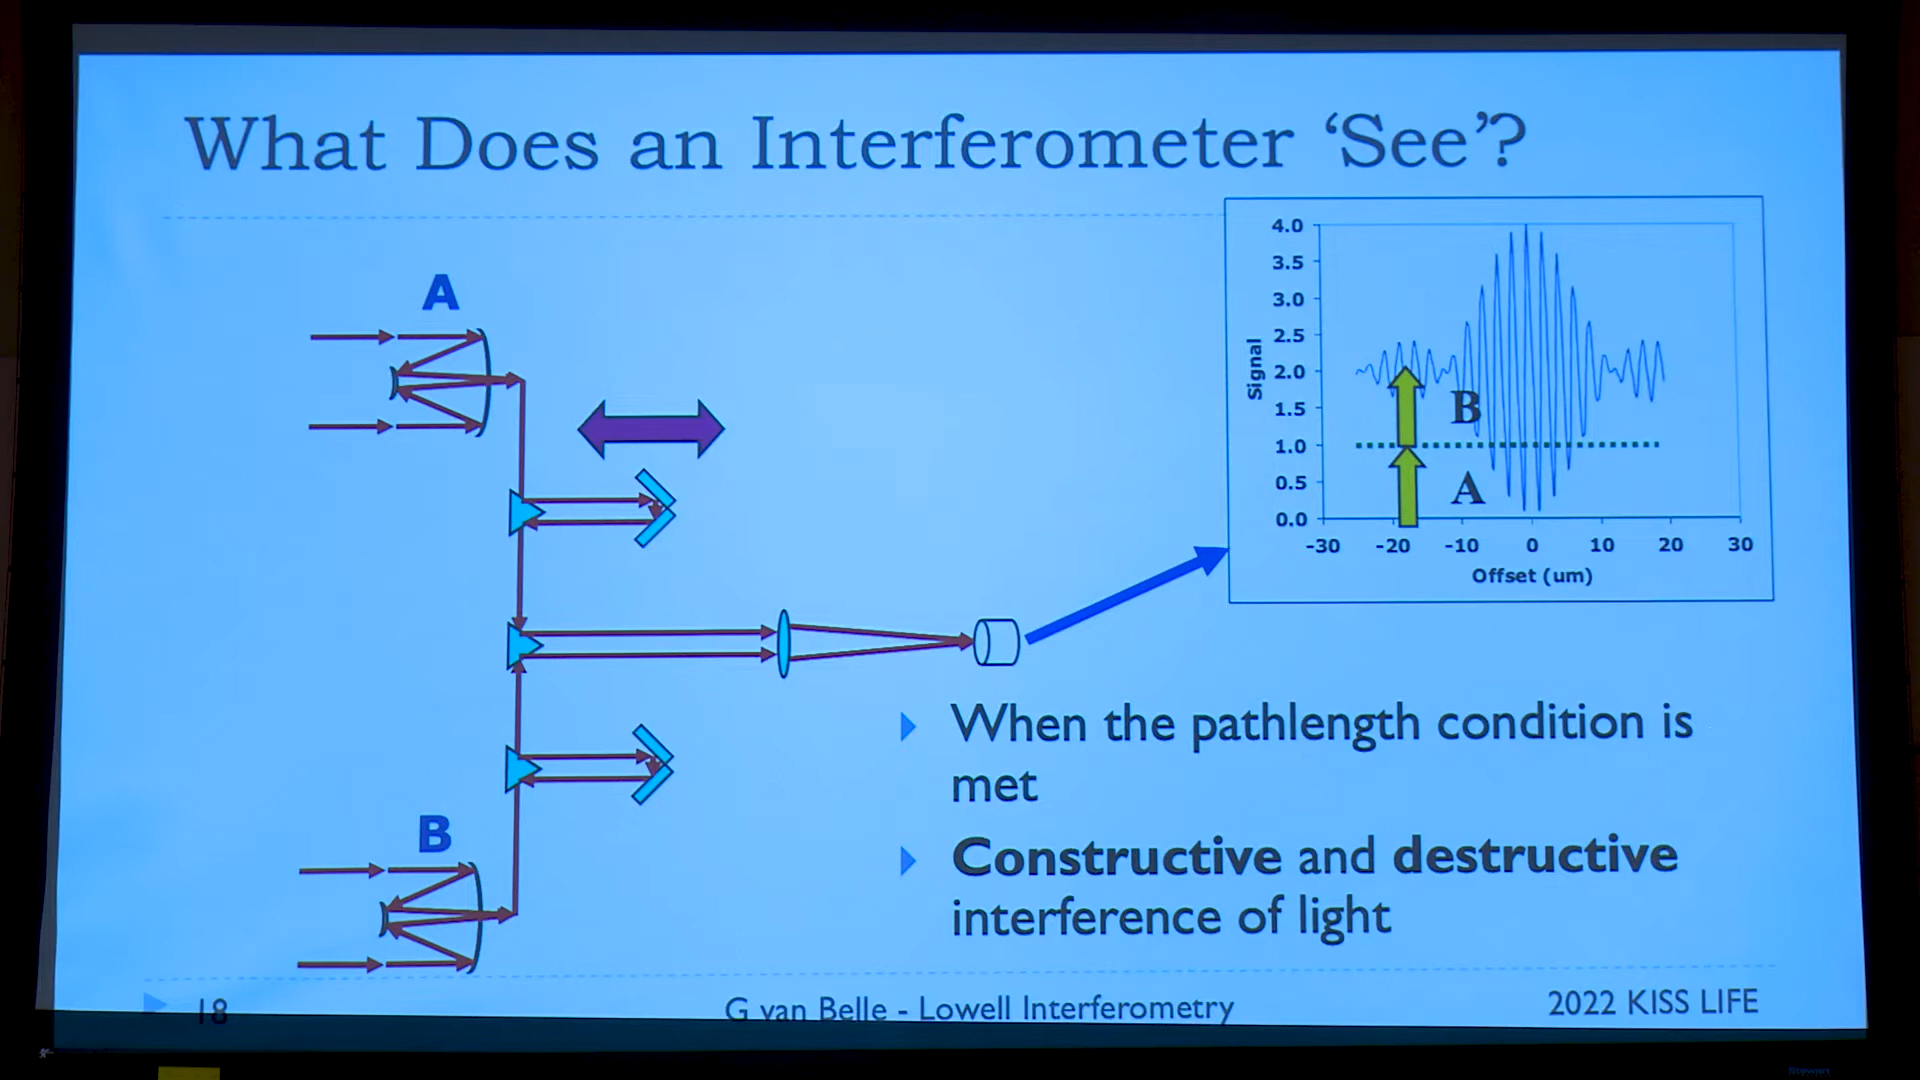 What Does an Interferometer ‘See’?
A
B
4.0
3.5
3.0
2.5
2.0
1.5
1.0
0.5
0.0
Signal
B
A
-30 -20 -10 0 10 20 30
Offset (um)
When the pathlength condition is
met
Constructive and destructive
interference of light
18
G van Belle - Lowell Interferometry
2022 KISS LIFE
Stewart